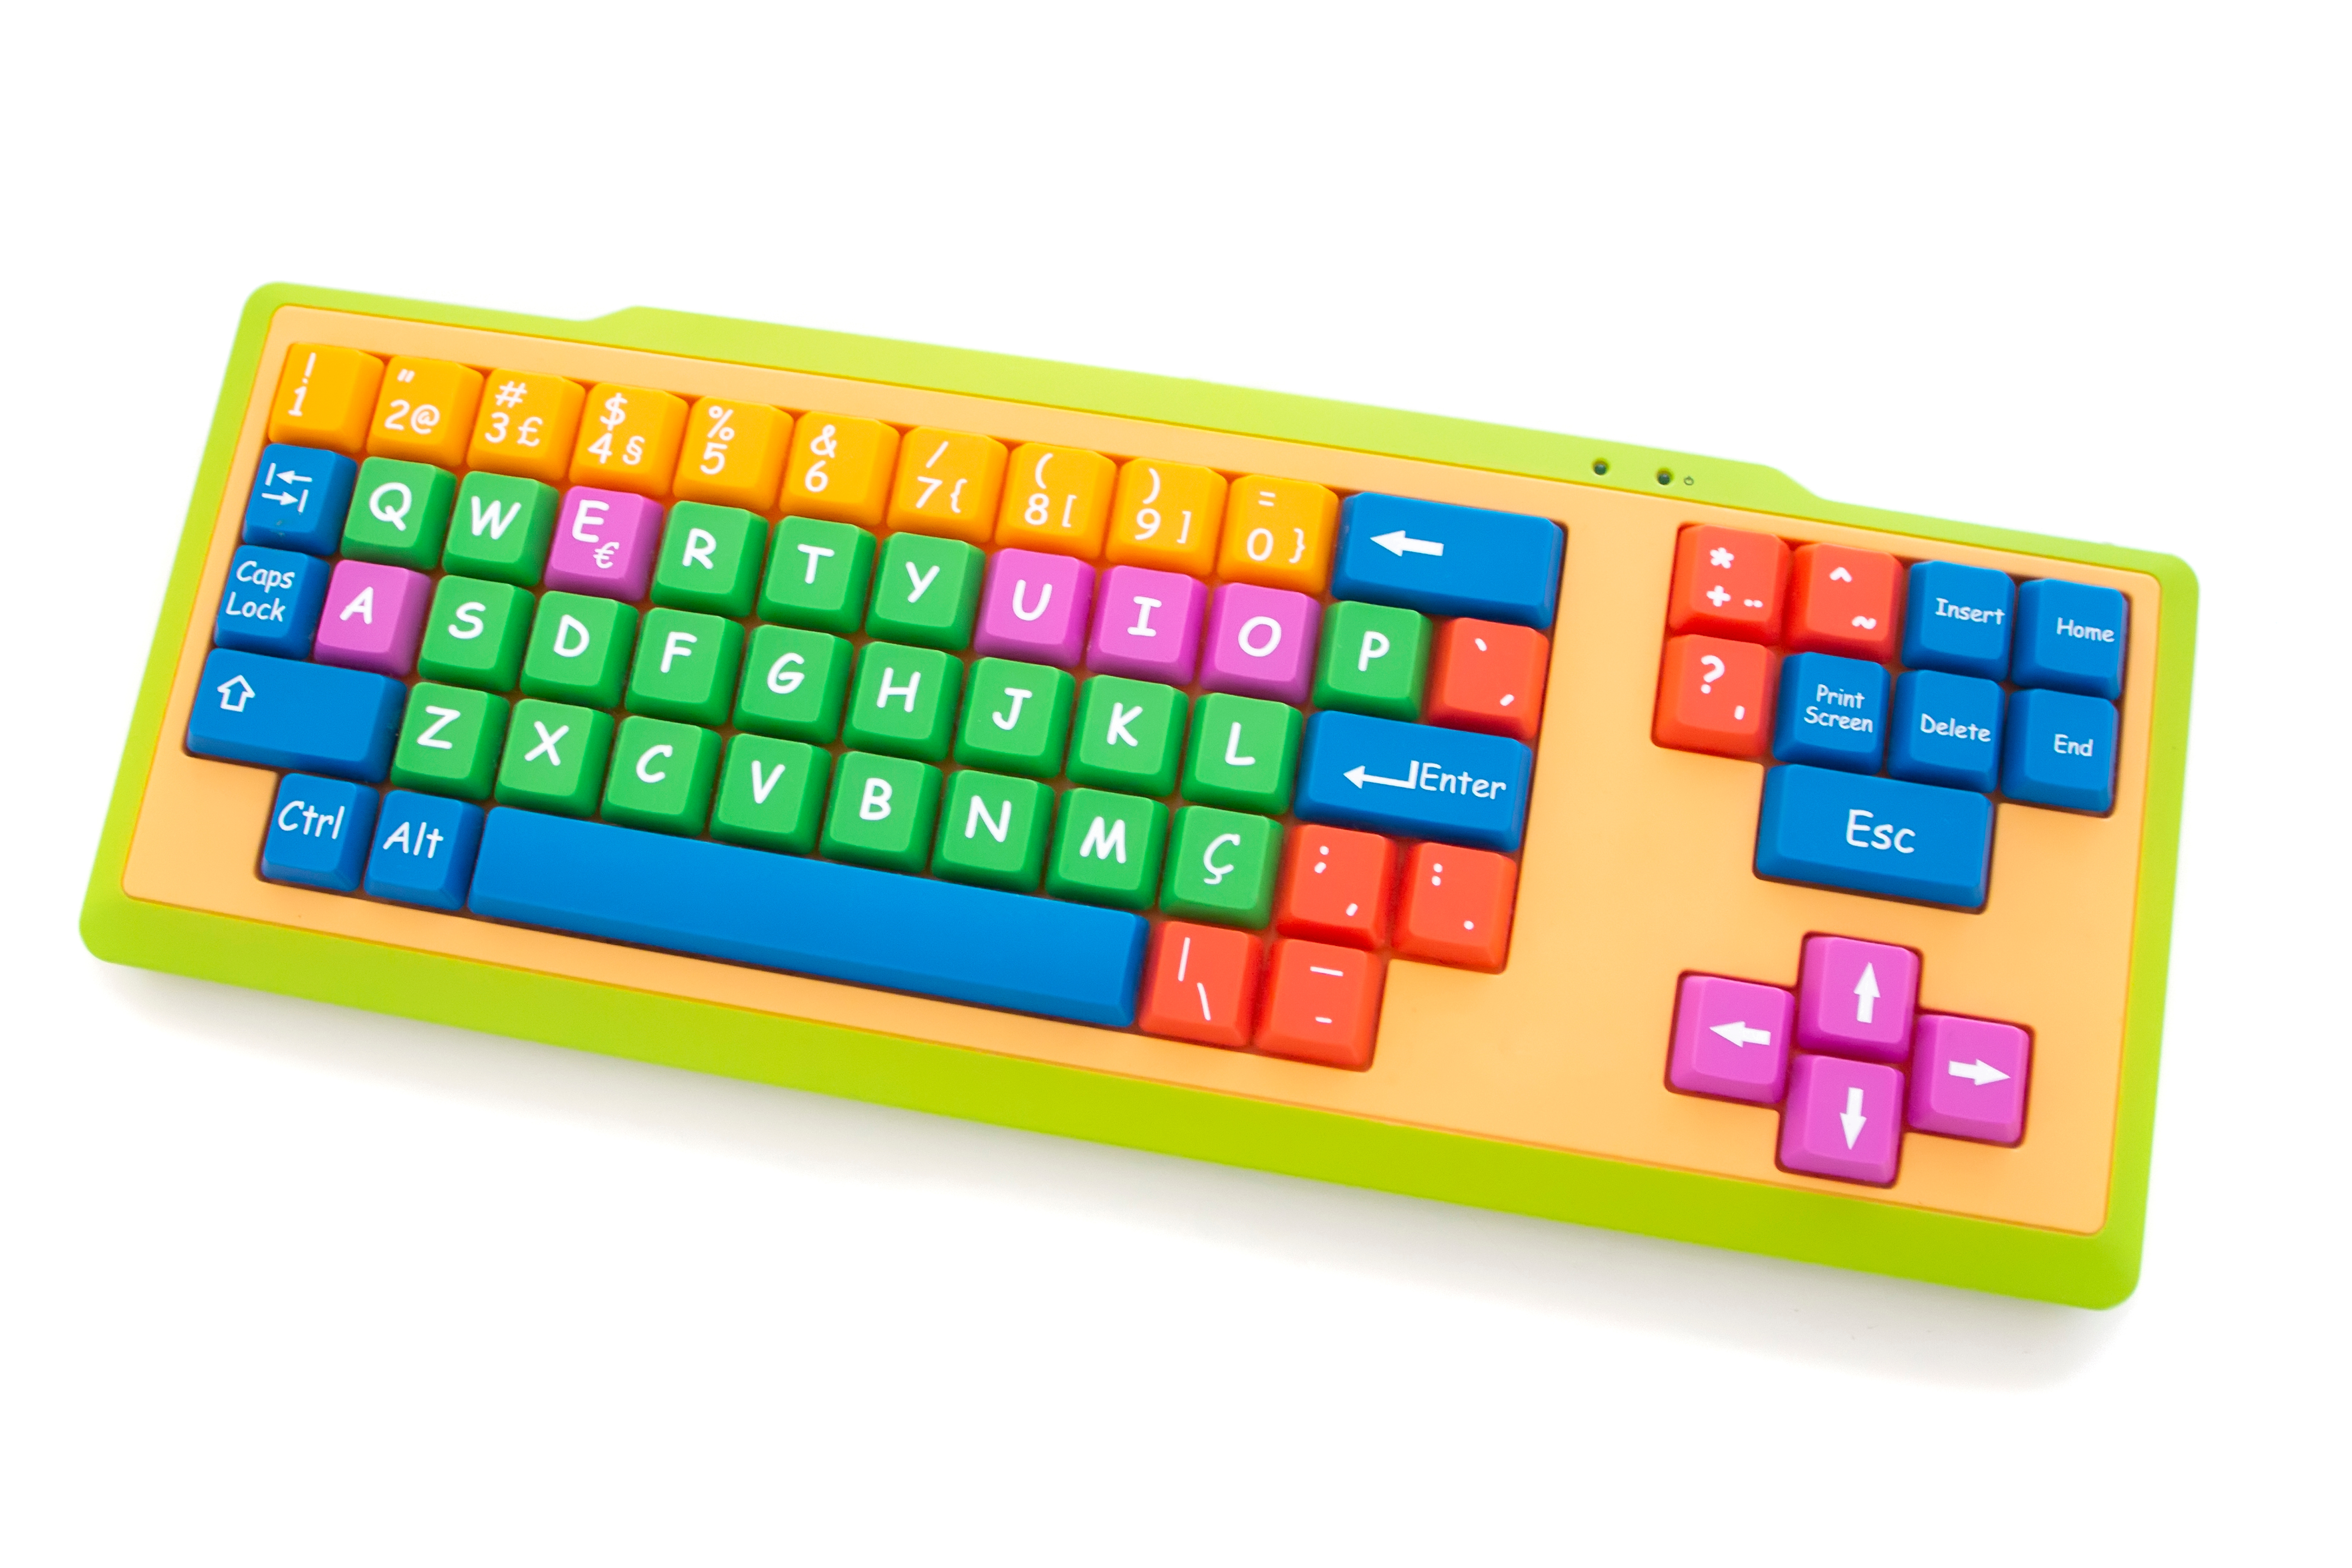 ! " # $ % & / ( ) =
1 2@ 3£ 4§ 5 6 7{ 8[ 9] 0}
Q W E€ R T Y U I O P ` ´
Caps
Lock
A S D F G H J K L Enter
Z X C V B N M Ç ; , : .
Ctrl Alt | \ _ -
* + ¨ ^ ~ Insert Home
? ' Print
Screen
Delete End
Esc